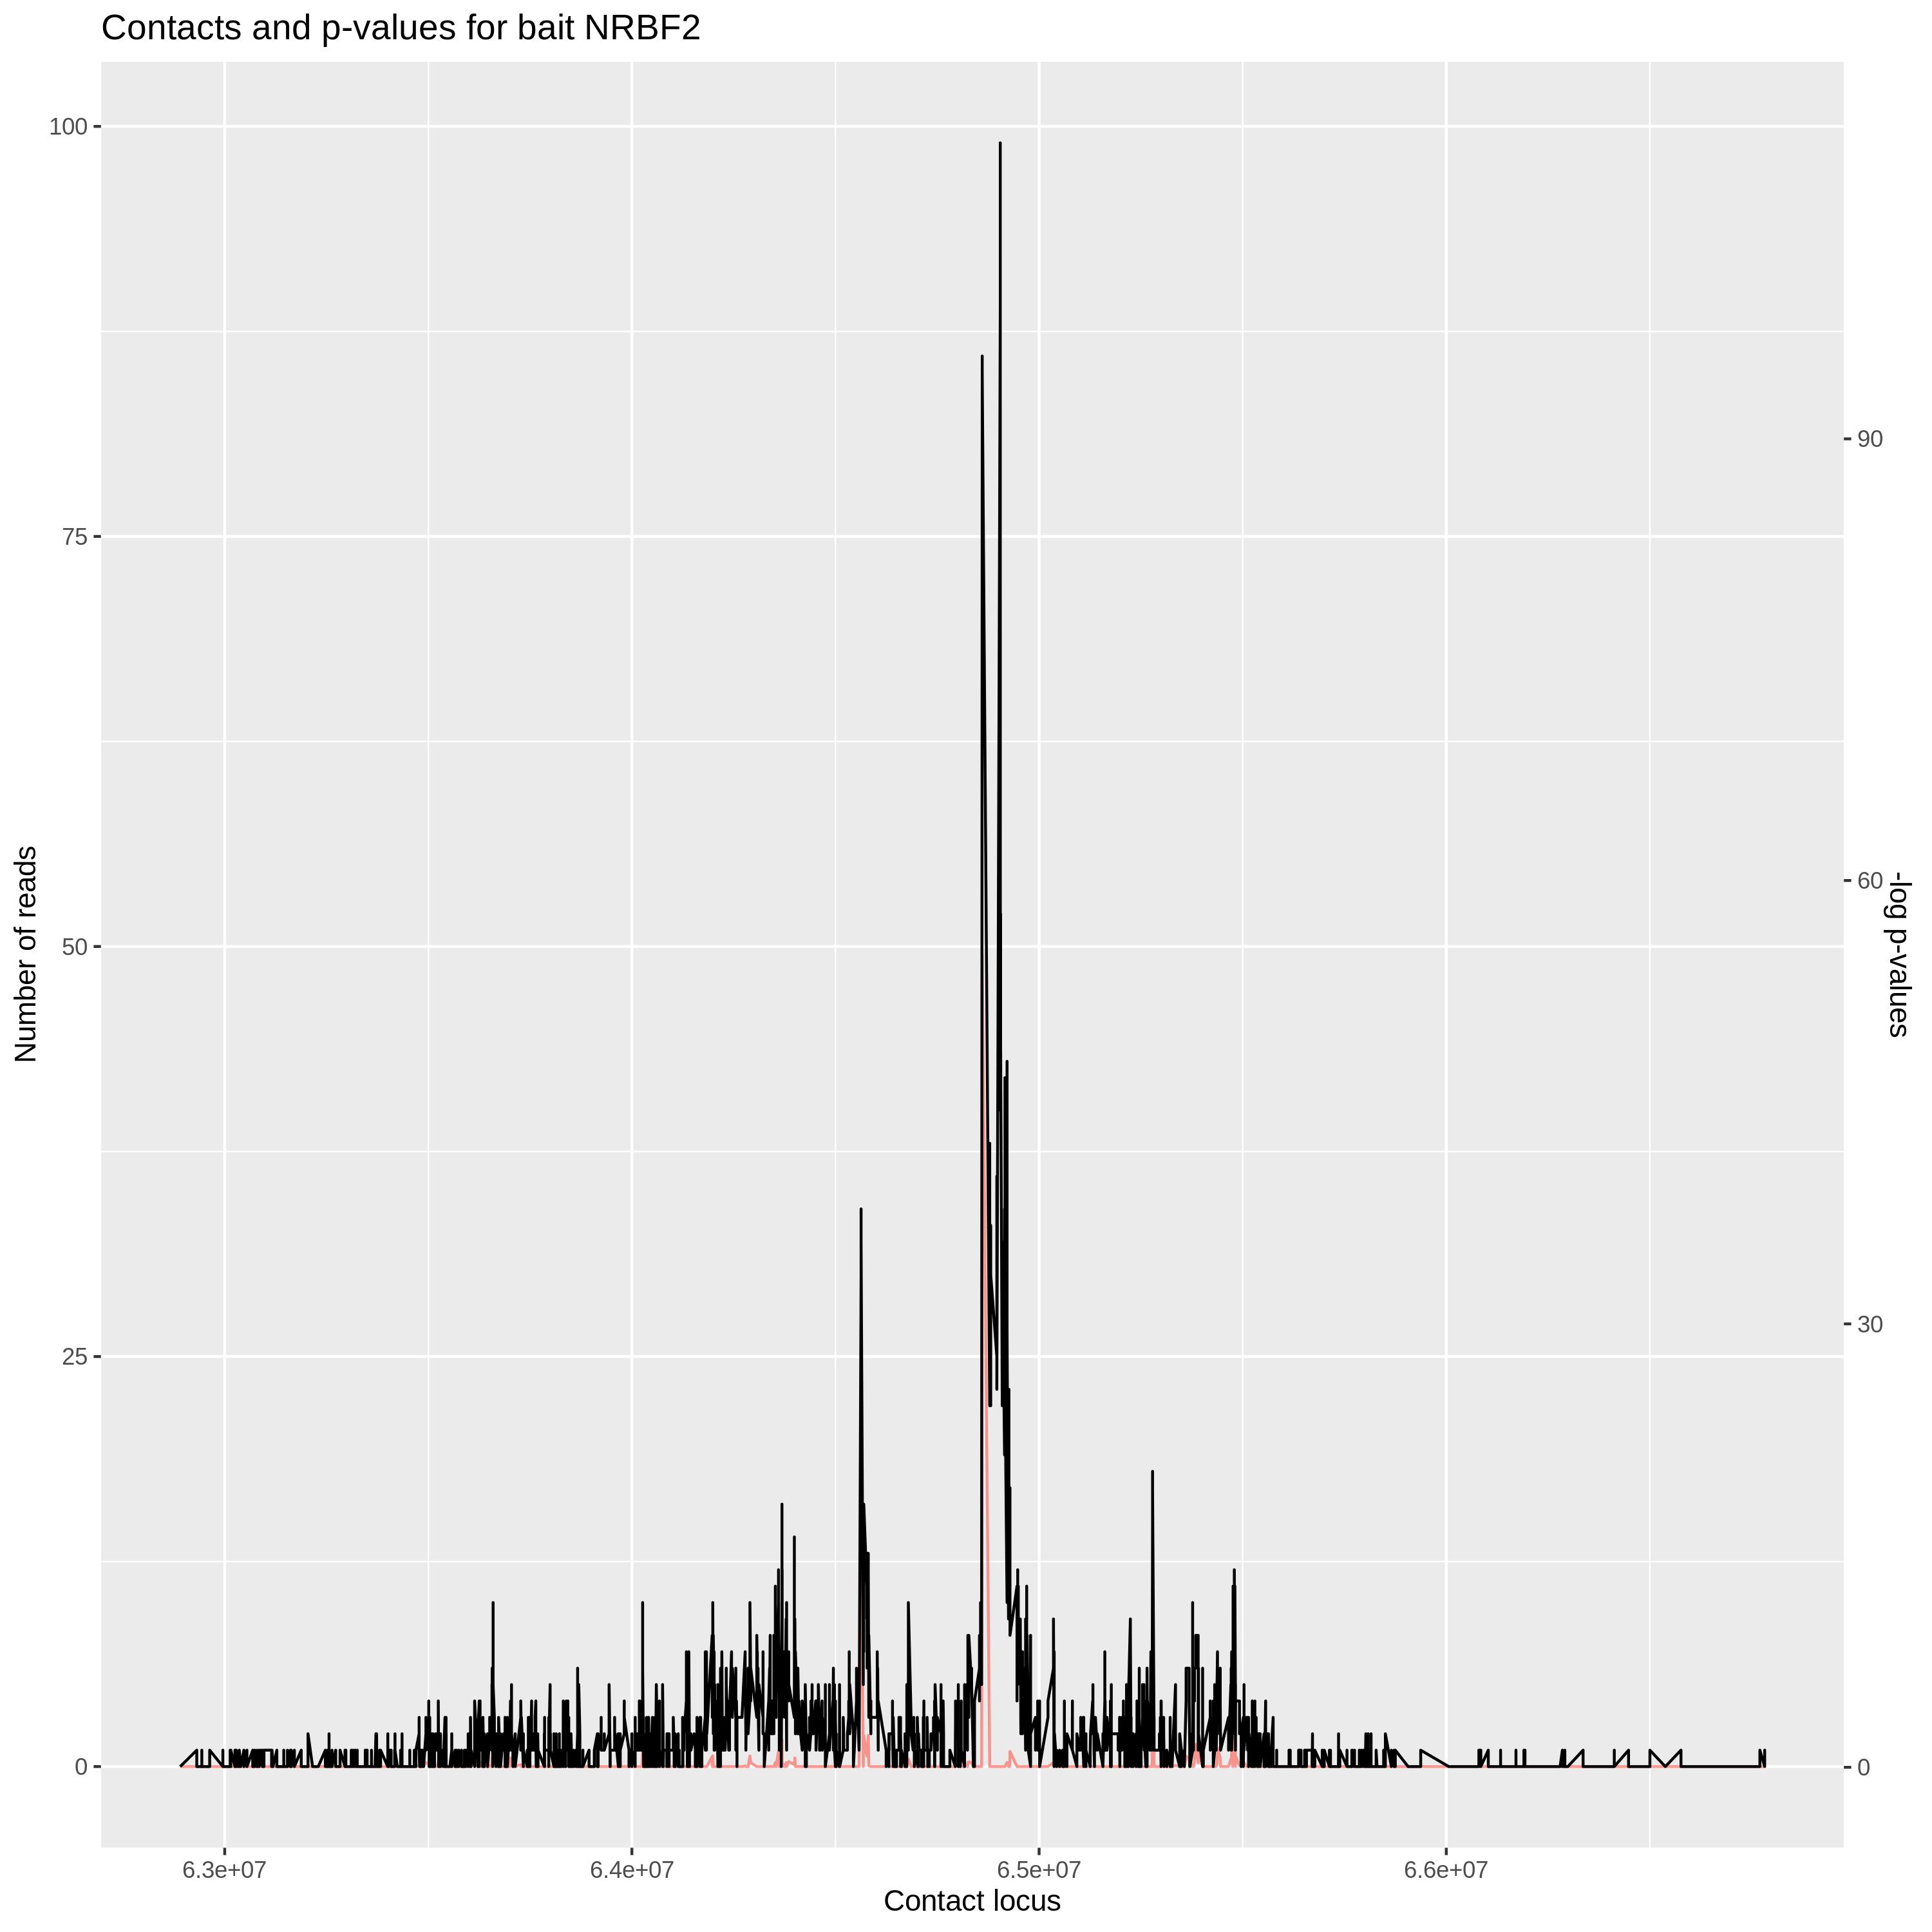 Contacts and p-values for bait NRBF2
100
75
50
25
0
Number of reads
90
60
30
0
-log p-values
6.3e+07 6.4e+07 6.5e+07 6.6e+07
Contact locus